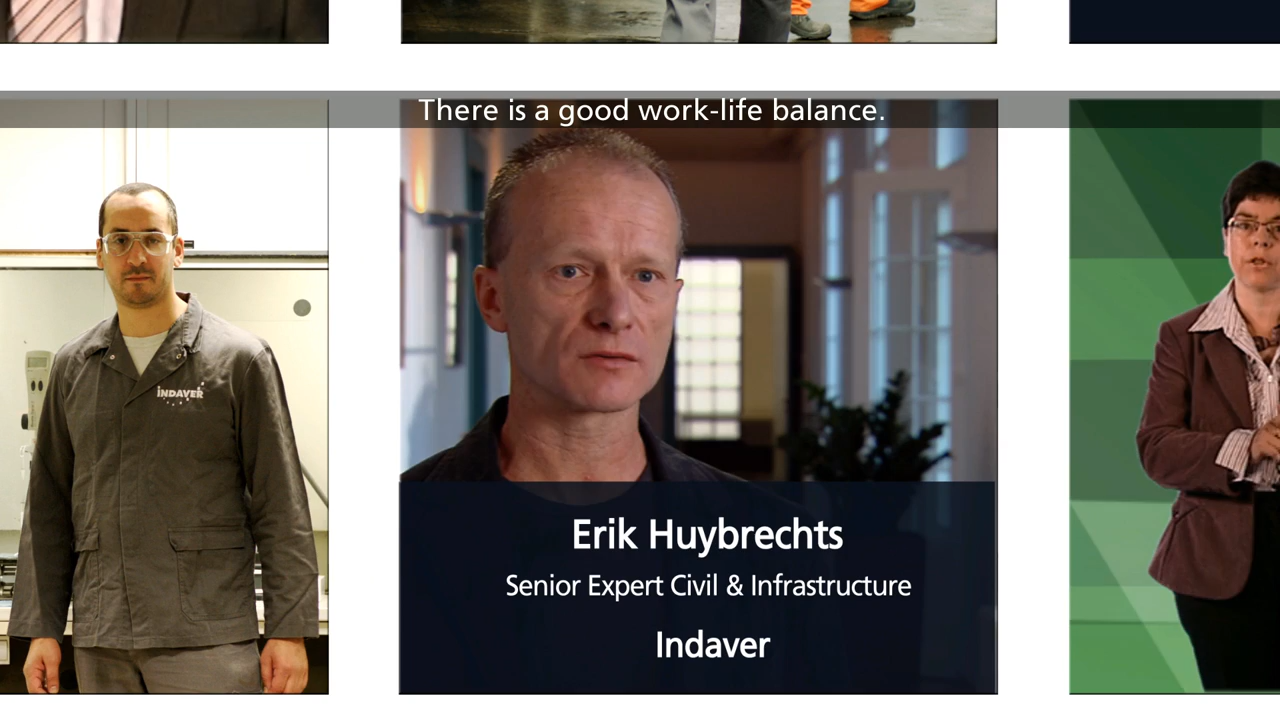 There is a good work-life balance.
INDAVER
Erik Huybrechts
Senior Expert Civil & Infrastructure
Indaver